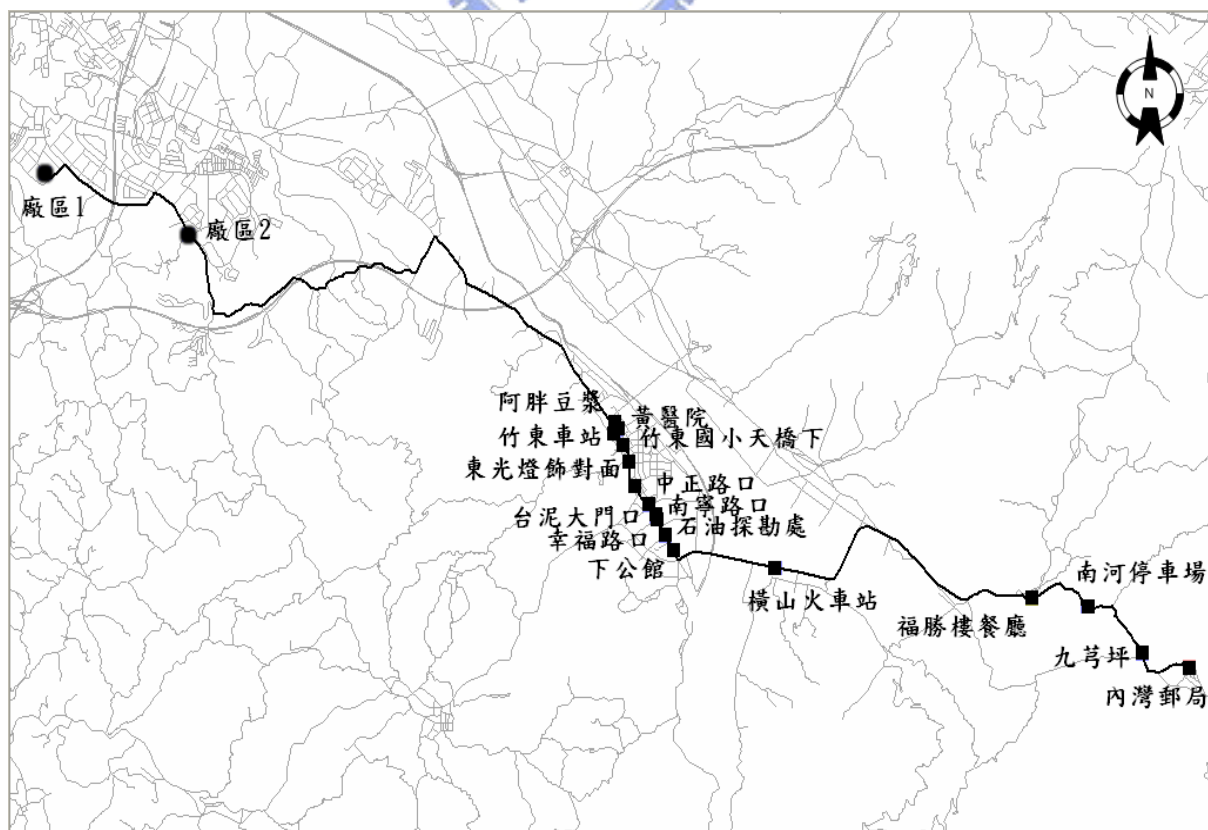 N
廠區1
廠區2
阿胖豆漿
黃醫院
竹東車站
竹東國小天橋下
東光燈飾對面
中正路口
南寧路口
台泥大門口
石油探勘處
幸福路口
下公館
橫山火車站
南河停車場
福勝樓餐廳
九芎坪
內灣郵局